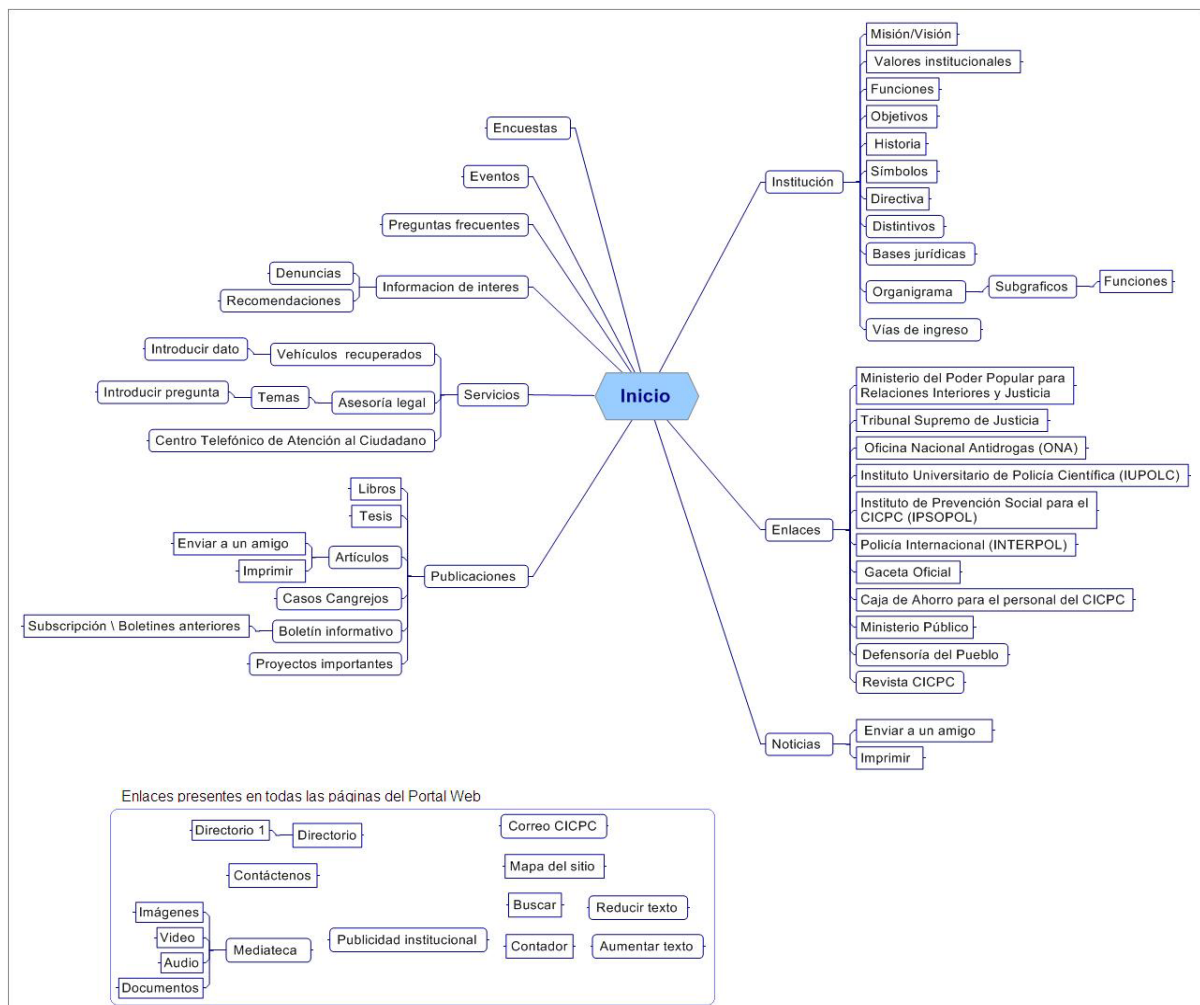 Inicio
Encuestas
Eventos
Preguntas frecuentes
Informacion de interes
Denuncias
Recomendaciones
Servicios
Vehículos recuperados
Introducir dato
Asesoría legal
Temas
Introducir pregunta
Centro Telefónico de Atención al Ciudadano
Publicaciones
Libros
Tesis
Artículos
Enviar a un amigo
Imprimir
Casos Cangrejos
Boletín informativo
Subscripción \ Boletines anteriores
Proyectos importantes
Institución
Misión/Visión
Valores institucionales
Funciones
Objetivos
Historia
Símbolos
Directiva
Distintivos
Bases jurídicas
Organigrama
Subgraficos
Funciones
Vías de ingreso
Enlaces
Ministerio del Poder Popular para
Relaciones Interiores y Justicia
Tribunal Supremo de Justicia
Oficina Nacional Antidrogas (ONA)
Instituto Universitario de Policía Científica (IUPOLC)
Instituto de Prevención Social para el
CICPC (IPSOPOL)
Policía Internacional (INTERPOL)
Gaceta Oficial
Caja de Ahorro para el personal del CICPC
Ministerio Público
Defensoría del Pueblo
Revista CICPC
Noticias
Enviar a un amigo
Imprimir
Enlaces presentes en todas las páginas del Portal Web
Directorio 1
Directorio
Contáctenos
Imágenes
Video
Audio
Documentos
Mediateca
Publicidad institucional
Correo CICPC
Mapa del sitio
Buscar
Reducir texto
Contador
Aumentar texto